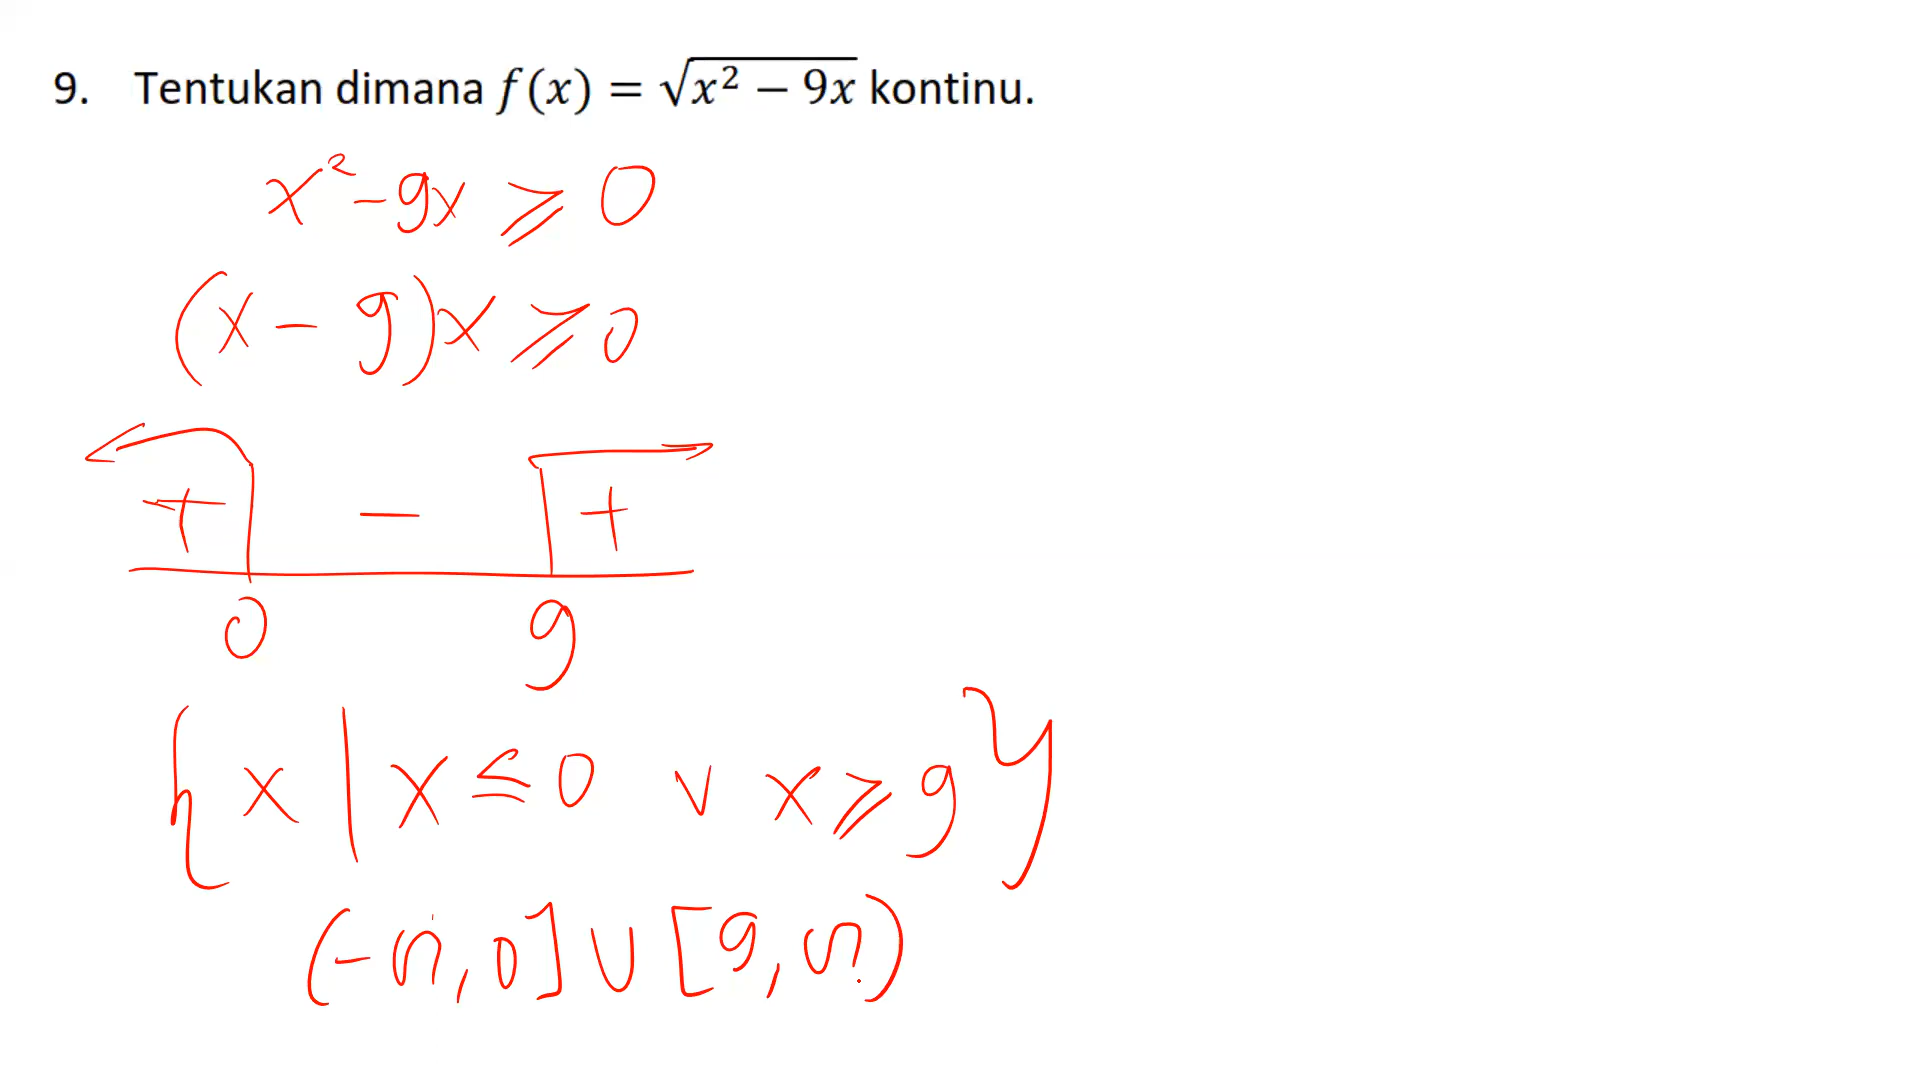 9. Tentukan dimana f(x) = √(x² − 9x) kontinu.
x² − 9x ≥ 0
(x − 9)x ≥ 0
+ − +
0 9
{x | x ≤ 0 ∨ x ≥ 9}
(−∞, 0] ∪ [9, ∞)